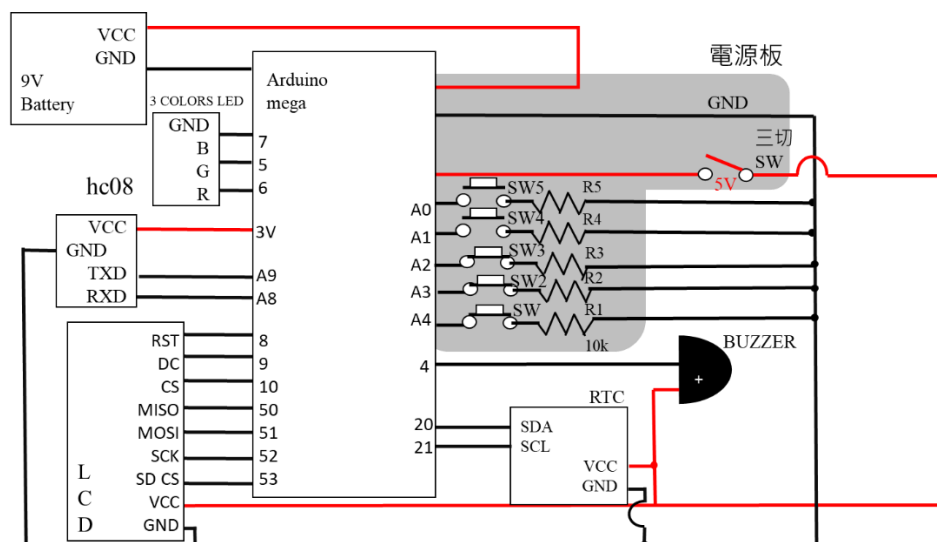 VCC
GND
9V
Battery
3 COLORS LED
GND
B
G
R
7
5
6
hc08
VCC
GND
TXD
RXD
3V
A9
A8
RST
DC
CS
MISO
MOSI
SCK
SD CS
VCC
GND
L
C
D
8
9
10
50
51
52
53
Arduino
mega
電源板
GND
三切
SW
5V
A0
SW5
R5
A1
SW4
R4
A2
SW3
R3
A3
SW2
R2
A4
SW
R1
10k
4
BUZZER
+
RTC
20
21
SDA
SCL
VCC
GND